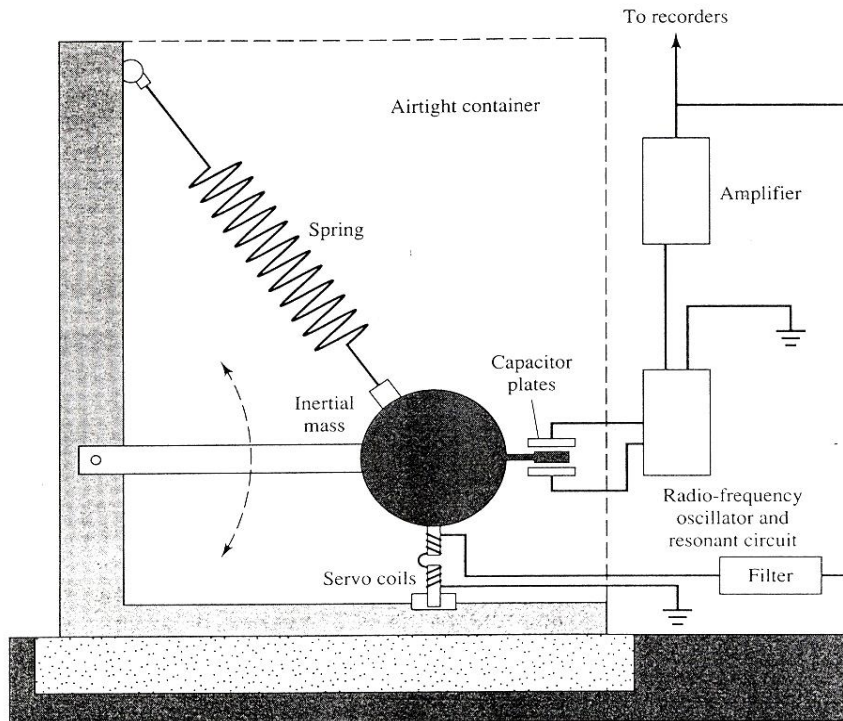 To recorders
Airtight container
Amplifier
Spring
Capacitor
plates
Inertial
mass
Radio-frequency
oscillator and
resonant circuit
Servo coils
Filter